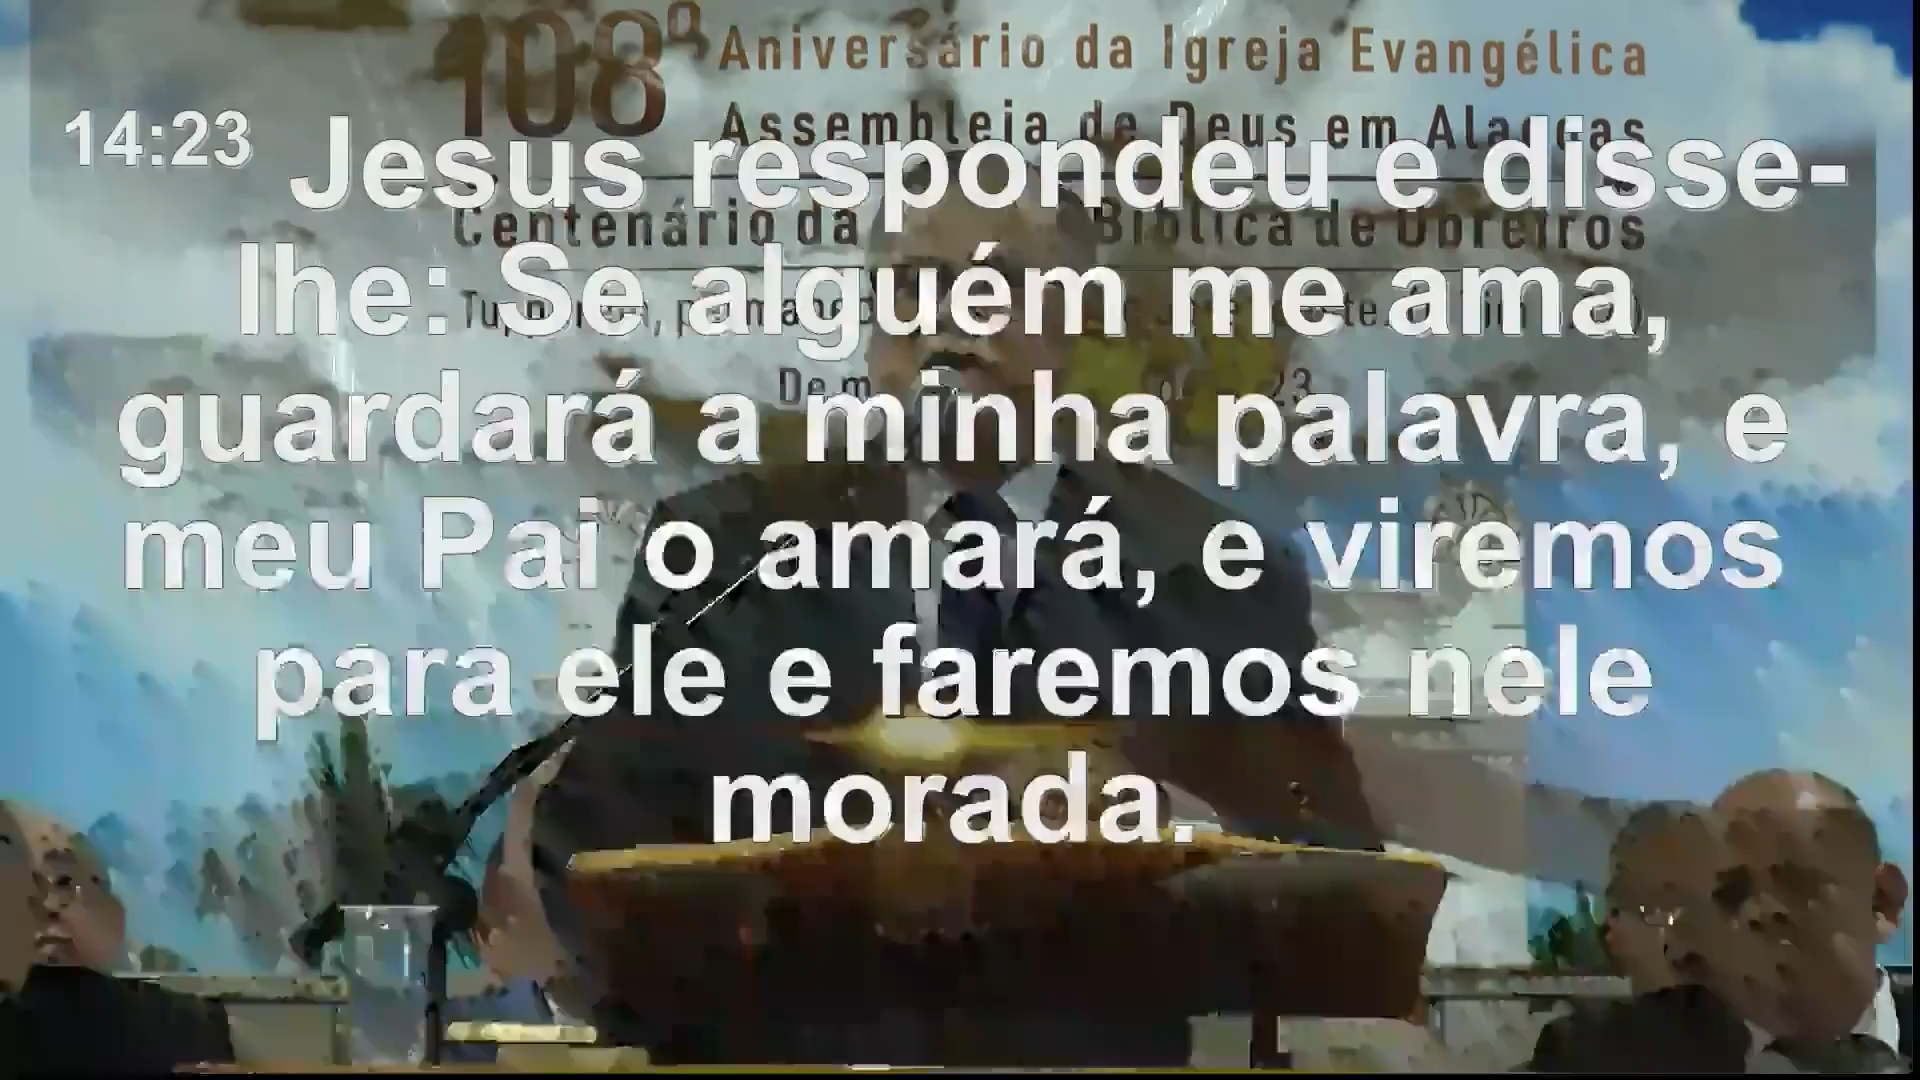 108º Aniversário da Igreja Evangélica
Assembleia de Deus em Alagoas
Centenário da Bíblica de Obreiros
14:23 Jesus respondeu e disse-
lhe: Se alguém me ama,
guardará a minha palavra, e
meu Pai o amará, e viremos
para ele e faremos nele
morada.